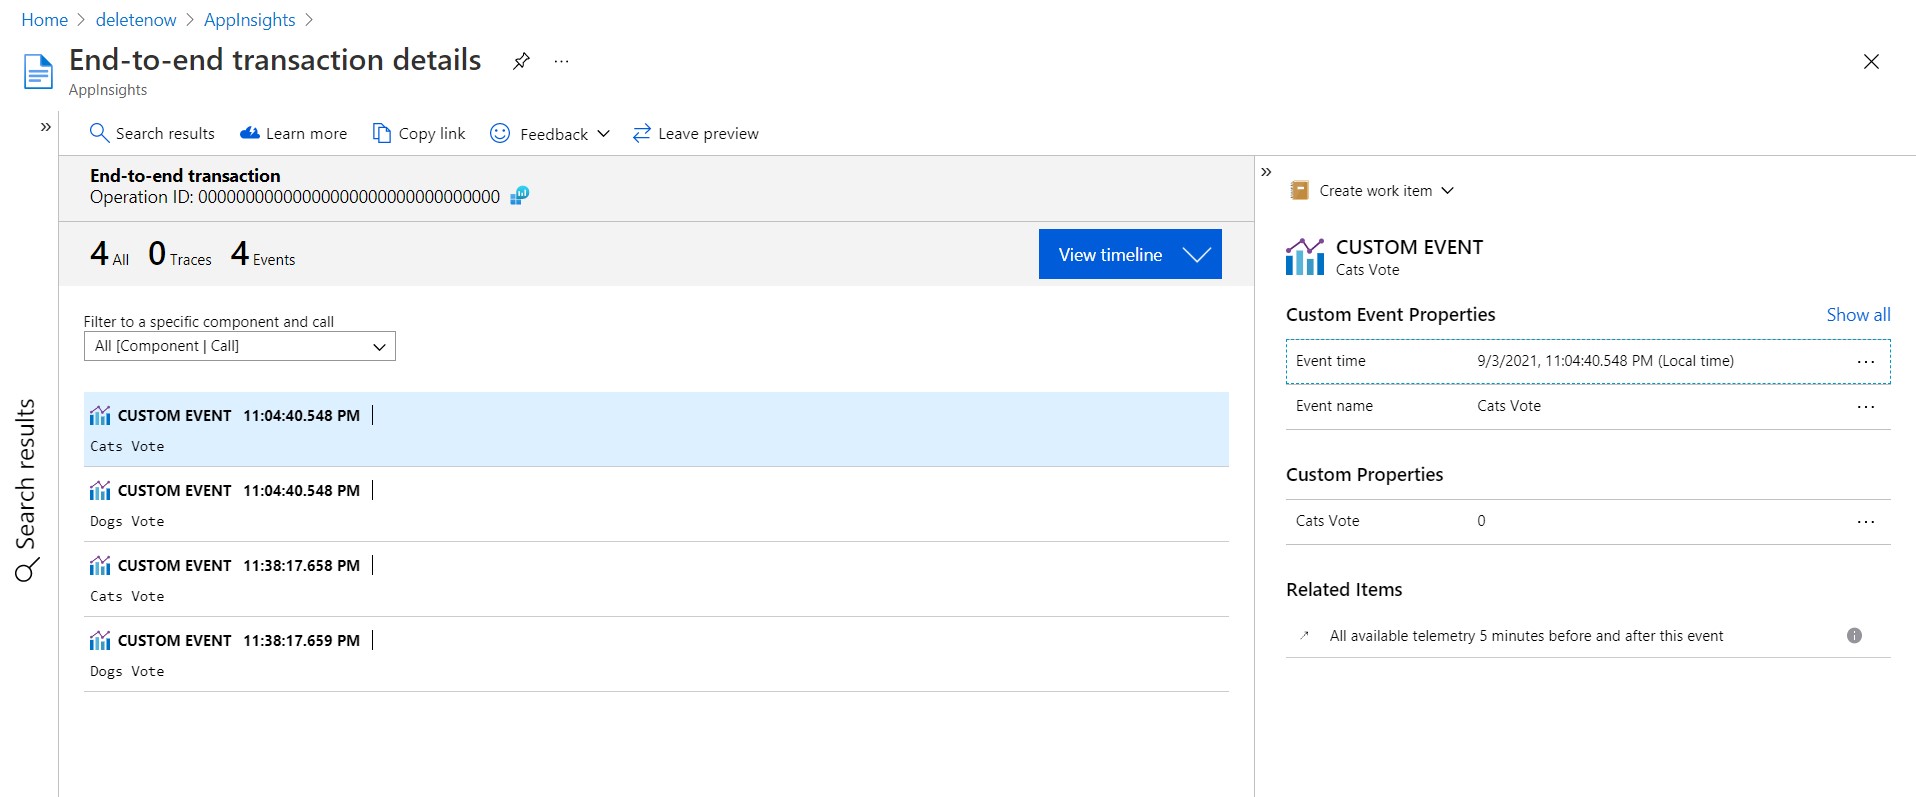 Home > deletenow > AppInsights >
End-to-end transaction details
AppInsights
Search results
Learn more
Copy link
Feedback
Leave preview
Search results
End-to-end transaction
Operation ID: 00000000000000000000000000000000
4 All 0 Traces 4 Events
View timeline
Filter to a specific component and call
All [Component | Call]
CUSTOM EVENT 11:04:40.548 PM |
Cats Vote
CUSTOM EVENT 11:04:40.548 PM |
Dogs Vote
CUSTOM EVENT 11:38:17.658 PM |
Cats Vote
CUSTOM EVENT 11:38:17.659 PM |
Dogs Vote
Create work item
CUSTOM EVENT
Cats Vote
Custom Event Properties Show all
Event time 9/3/2021, 11:04:40.548 PM (Local time) ...
Event name Cats Vote ...
Custom Properties
Cats Vote 0 ...
Related Items
All available telemetry 5 minutes before and after this event